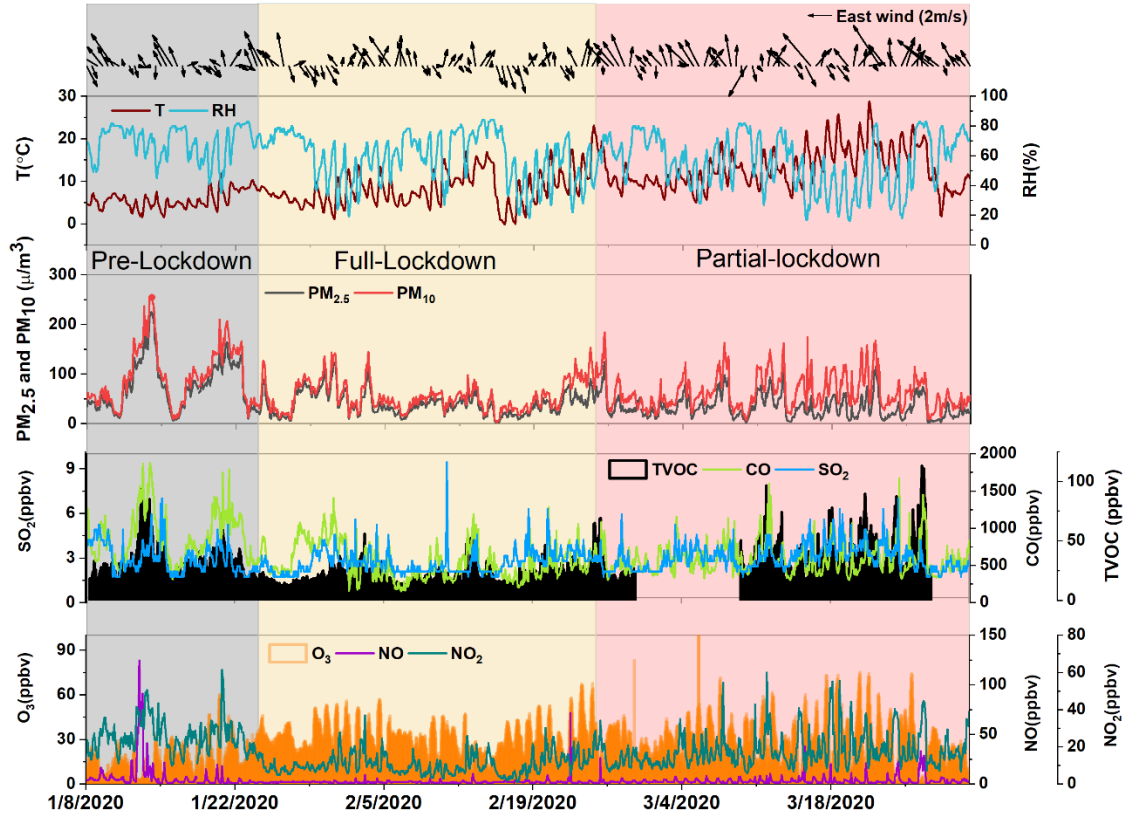 East wind (2m/s)
30
20
10
0
T(°C)
T
RH
100
80
60
40
20
0
RH(%)
Pre-Lockdown
Full-Lockdown
Partial-lockdown
300
200
100
0
PM2.5 and PM10 (μ/m3)
PM2.5
PM10
9
6
3
0
SO2(ppbv)
TVOC
CO
SO2
2000
1500
1000
500
0
CO(ppbv)
100
50
0
TVOC (ppbv)
90
60
30
0
O3(ppbv)
O3
NO
NO2
150
100
50
0
NO(ppbv)
80
60
40
20
0
NO2(ppbv)
1/8/2020
1/22/2020
2/5/2020
2/19/2020
3/4/2020
3/18/2020